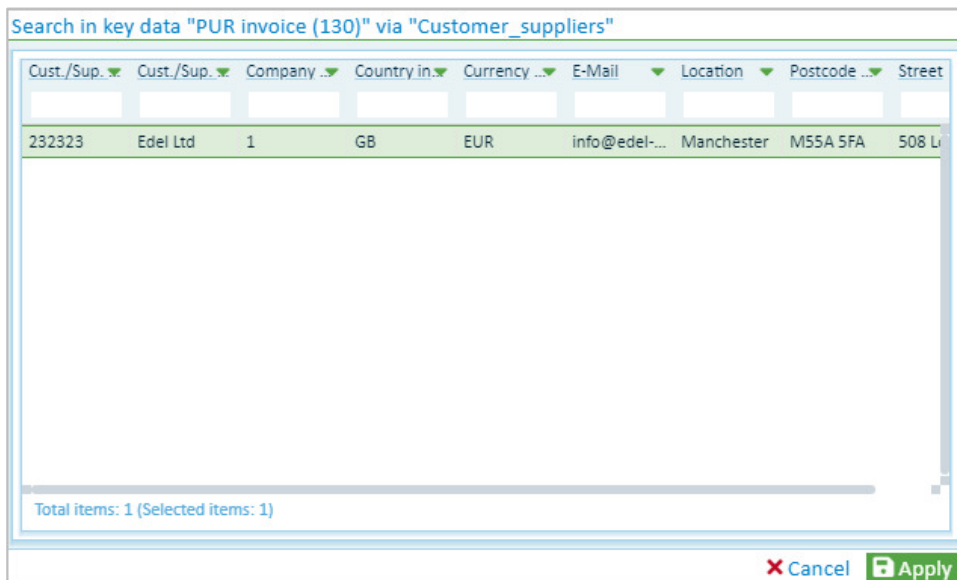 Search in key data "PUR invoice (130)" via "Customer_suppliers"
Cust./Sup. Cust./Sup. Company . Country in. Currency ... E-Mail Location Postcode ... Street
232323 Edel Ltd 1 GB EUR info@edel-... Manchester M55A 5FA 508 L
Total items: 1 (Selected items: 1)
Cancel Apply